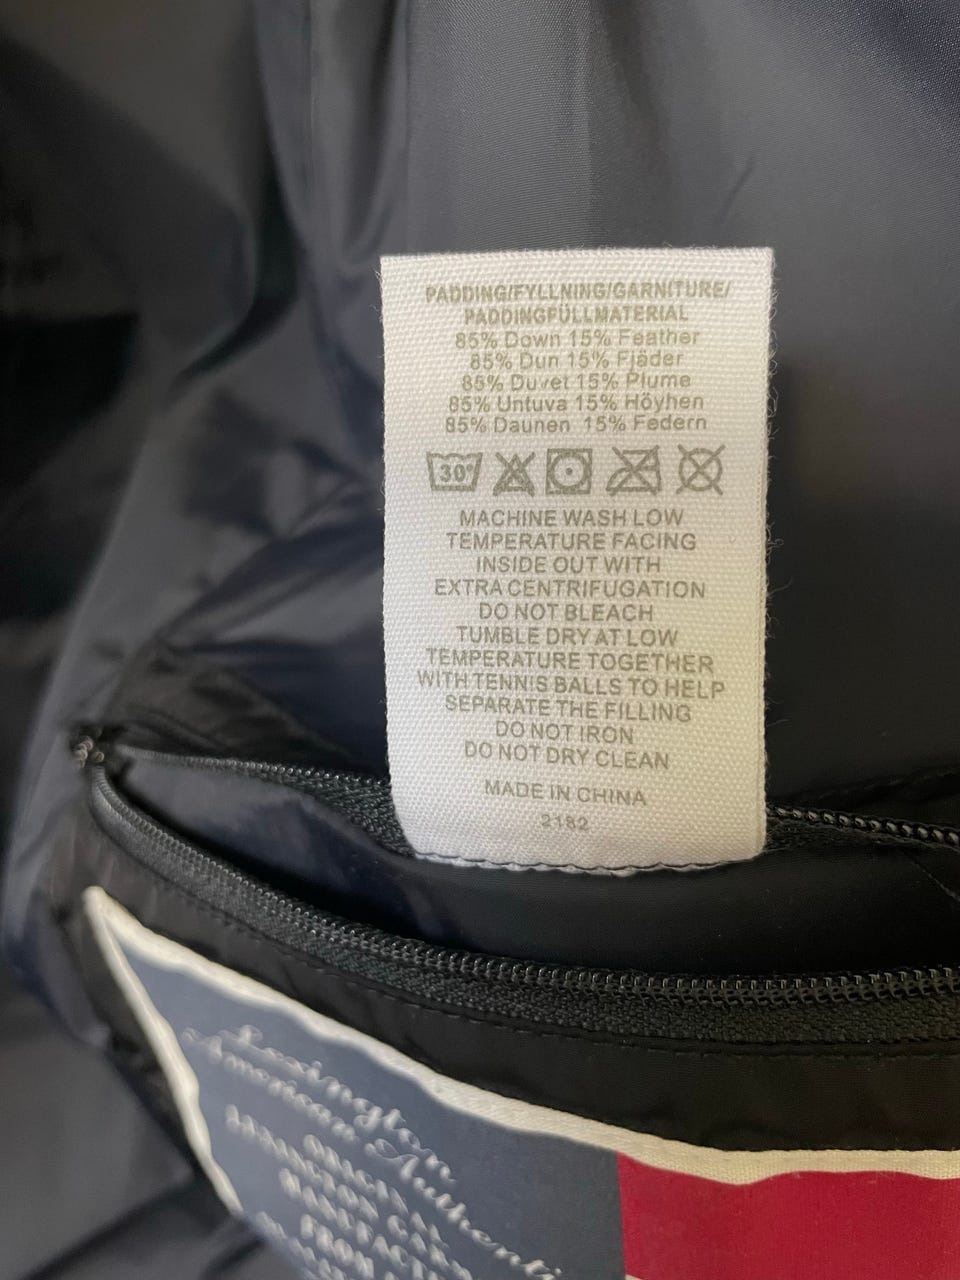 PADDING/FYLLNING/GARNITURE/
PADDINGFÜLLMATERIAL
85% Down 15% Feather
85% Dun 15% Fjäder
85% Duvet 15% Plume
85% Untuva 15% Höyhen
85% Daunen 15% Federn
30°
MACHINE WASH LOW
TEMPERATURE FACING
INSIDE OUT WITH
EXTRA CENTRIFUGATION
DO NOT BLEACH
TUMBLE DRY AT LOW
TEMPERATURE TOGETHER
WITH TENNIS BALLS TO HELP
SEPARATE THE FILLING
DO NOT IRON
DO NOT DRY CLEAN
MADE IN CHINA
2182
Lexington
American Authenti
FROM